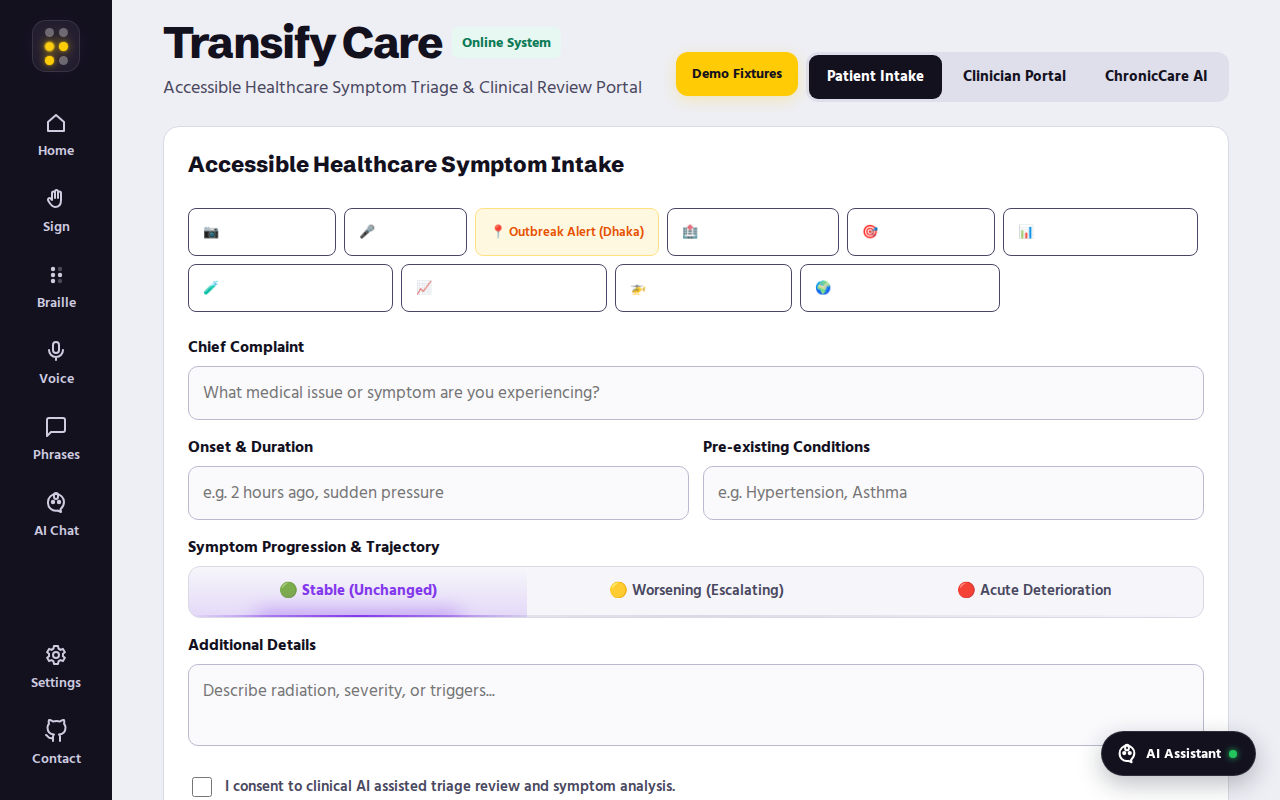 Transify Care
Online System
Accessible Healthcare Symptom Triage & Clinical Review Portal
Demo Fixtures
Patient Intake
Clinician Portal
ChronicCare AI
Home
Sign
Braille
Voice
Phrases
AI Chat
Settings
Contact
Accessible Healthcare Symptom Intake
📷
🎤
📍 Outbreak Alert (Dhaka)
🏥
🎯
📊
🧪
📈
🚁
🌍
Chief Complaint
What medical issue or symptom are you experiencing?
Onset & Duration
Pre-existing Conditions
e.g. 2 hours ago, sudden pressure
e.g. Hypertension, Asthma
Symptom Progression & Trajectory
🟢 Stable (Unchanged)
🟡 Worsening (Escalating)
🔴 Acute Deterioration
Additional Details
Describe radiation, severity, or triggers...
AI Assistant
I consent to clinical AI assisted triage review and symptom analysis.